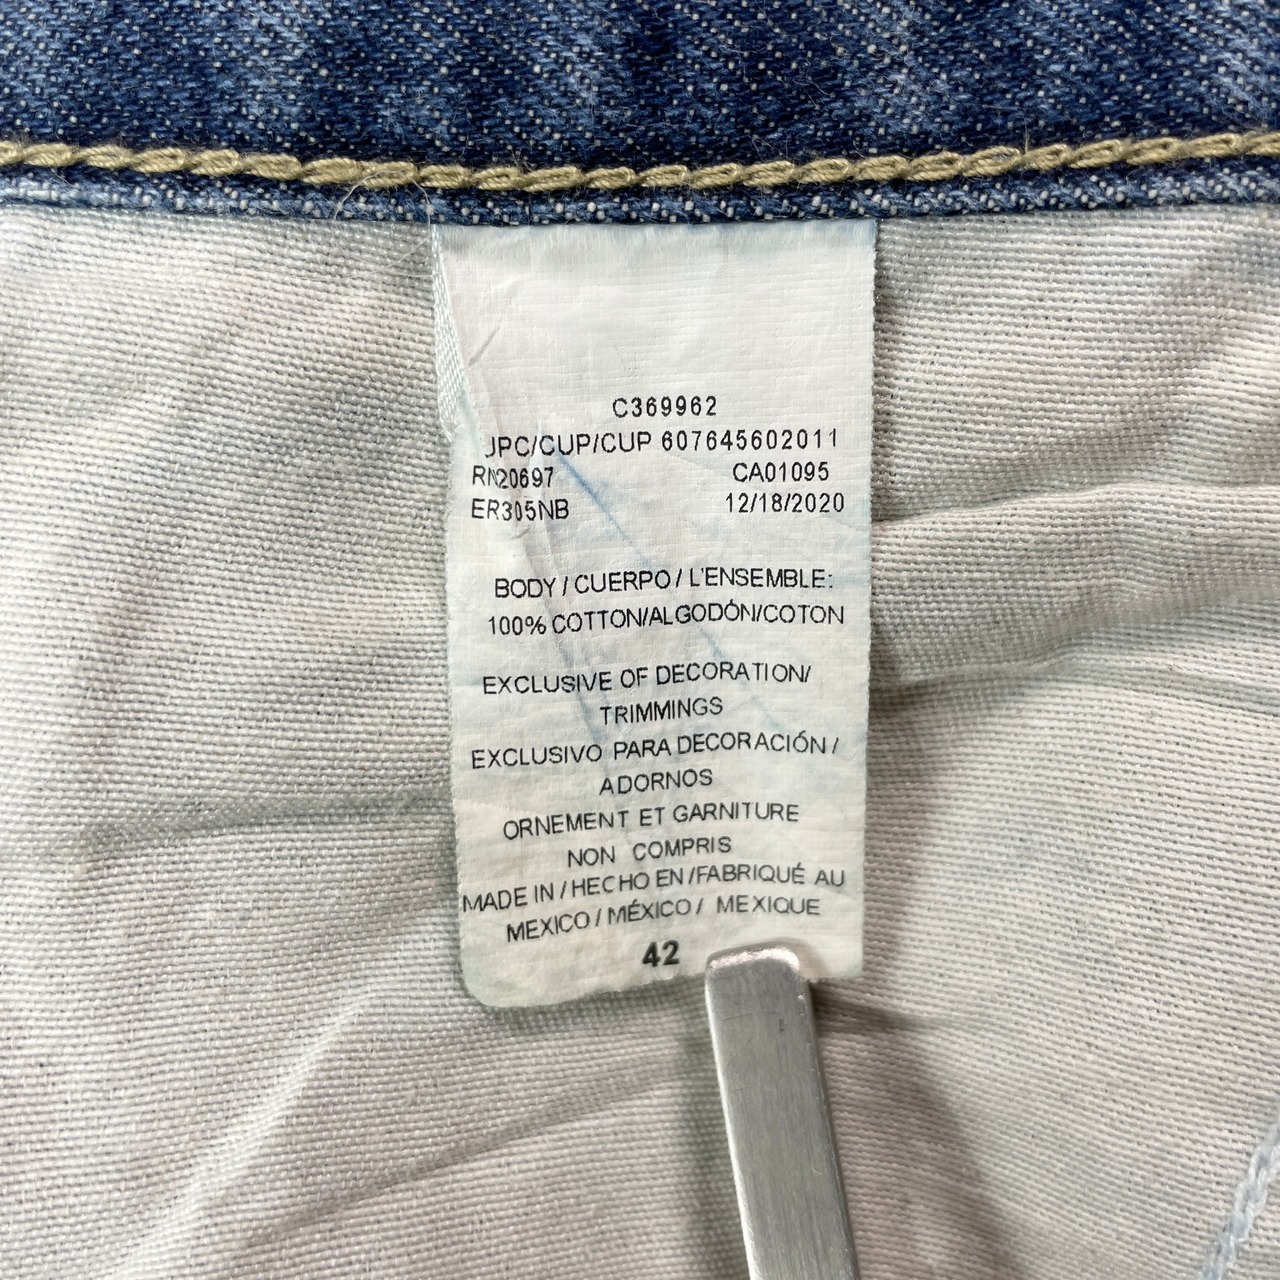 C369962
UPC/CUP/CUP 607645602011
RN20697 CA01095
ER305NB 12/18/2020
BODY / CUERPO / L'ENSEMBLE:
100% COTTON/ALGODÓN/COTON
EXCLUSIVE OF DECORATION/
TRIMMINGS
EXCLUSIVO PARA DECORACIÓN /
ADORNOS
ORNEMENT ET GARNITURE
NON COMPRIS
MADE IN / HECHO EN /FABRIQUÉ AU
MEXICO / MÉXICO / MEXIQUE
42